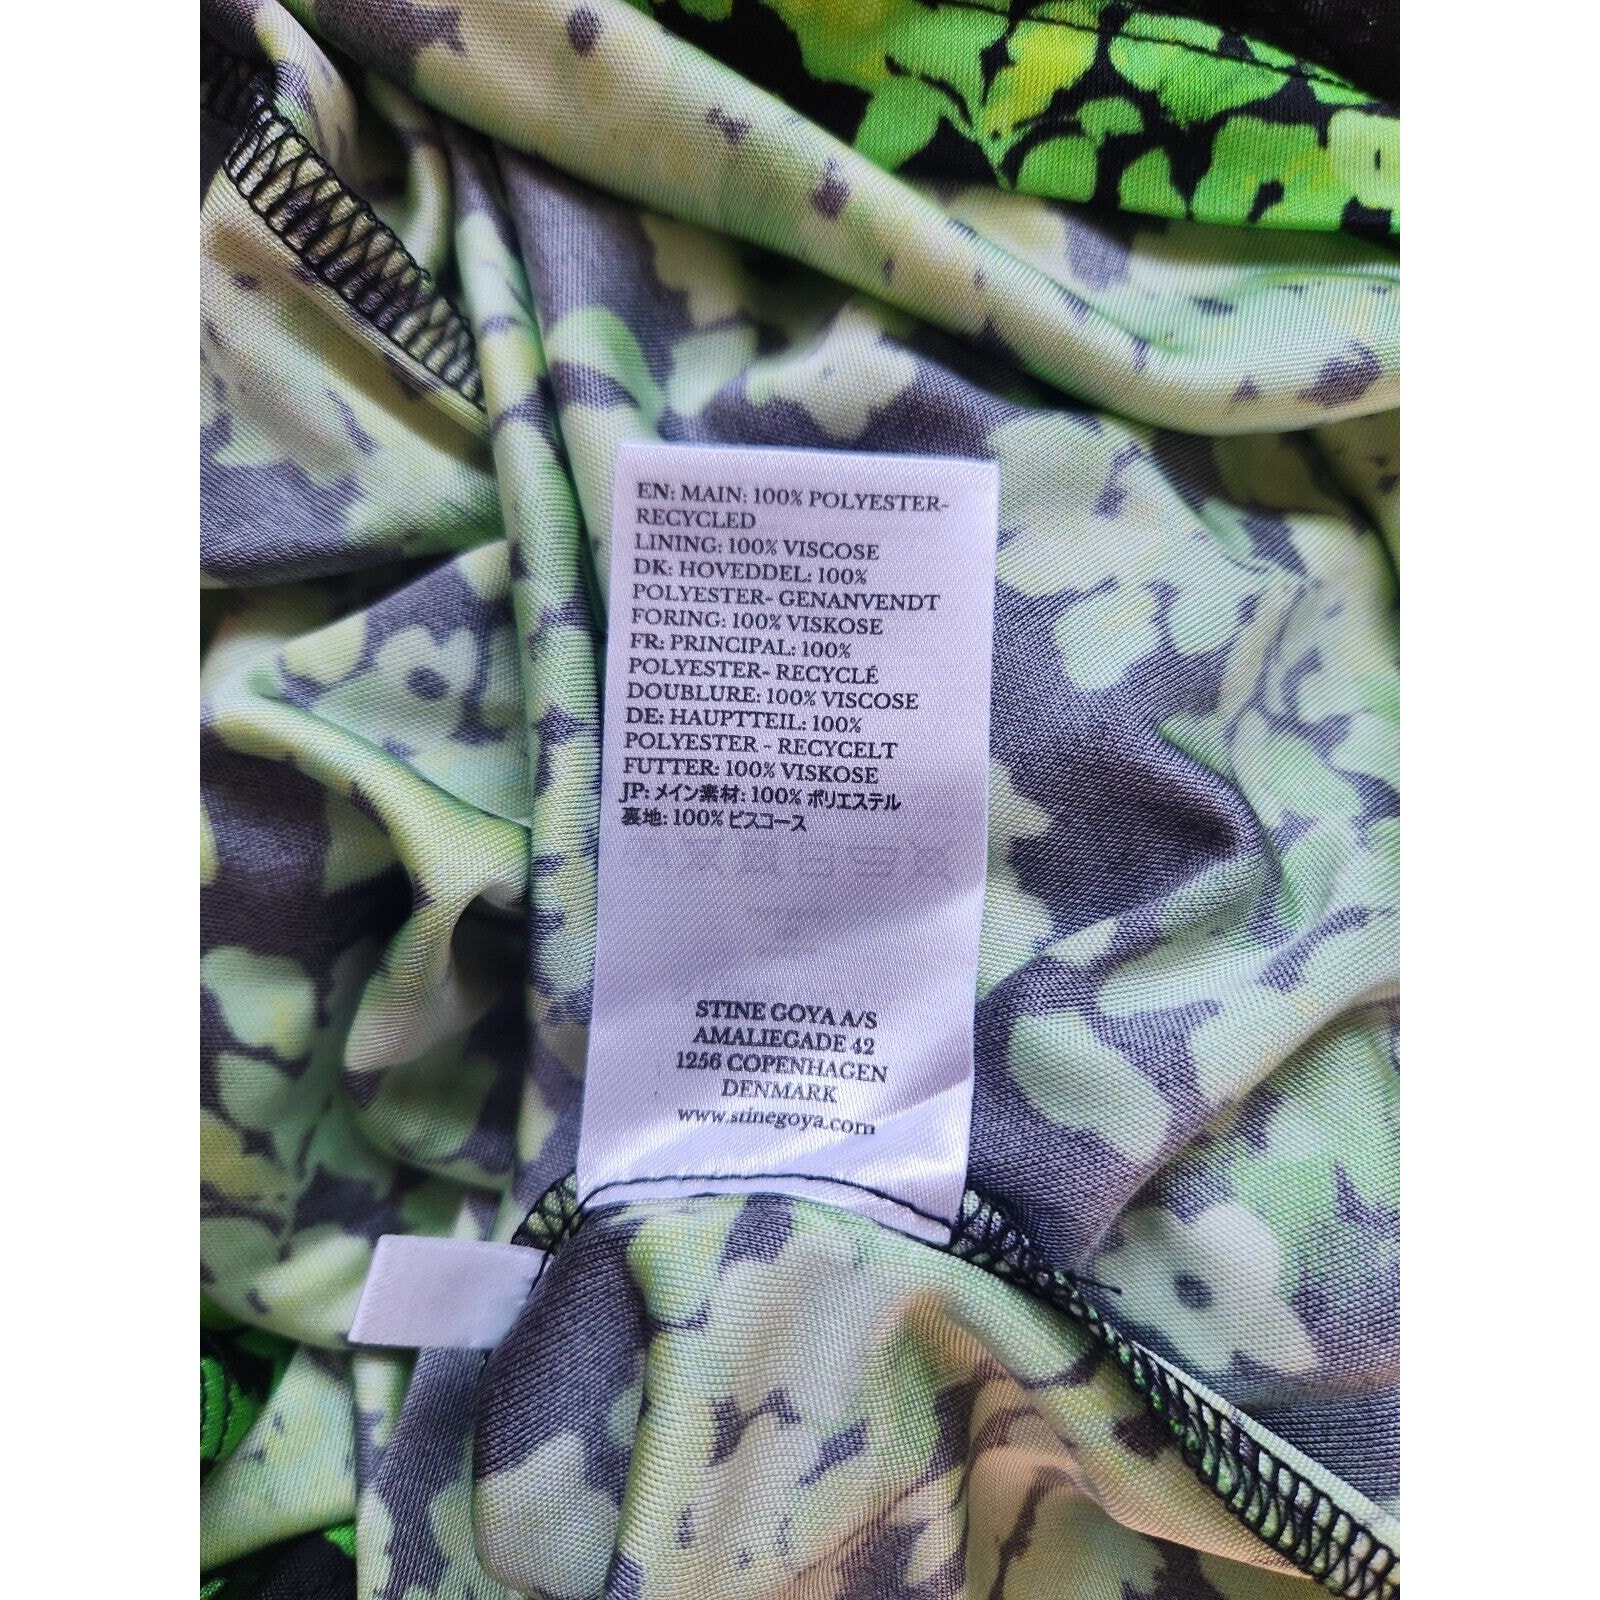 EN: MAIN: 100% POLYESTER-
RECYCLED
LINING: 100% VISCOSE
DK: HOVEDDEL: 100%
POLYESTER- GENANVENDT
FORING: 100% VISKOSE
FR: PRINCIPAL: 100%
POLYESTER- RECYCLÉ
DOUBLURE: 100% VISCOSE
DE: HAUPTTEIL: 100%
POLYESTER - RECYCELT
FUTTER: 100% VISKOSE
JP: メイン素材: 100% ポリエステル
裏地: 100% ビスコース
STINE GOYA A/S
AMALIEGADE 42
1256 COPENHAGEN
DENMARK
www.stinegoya.com